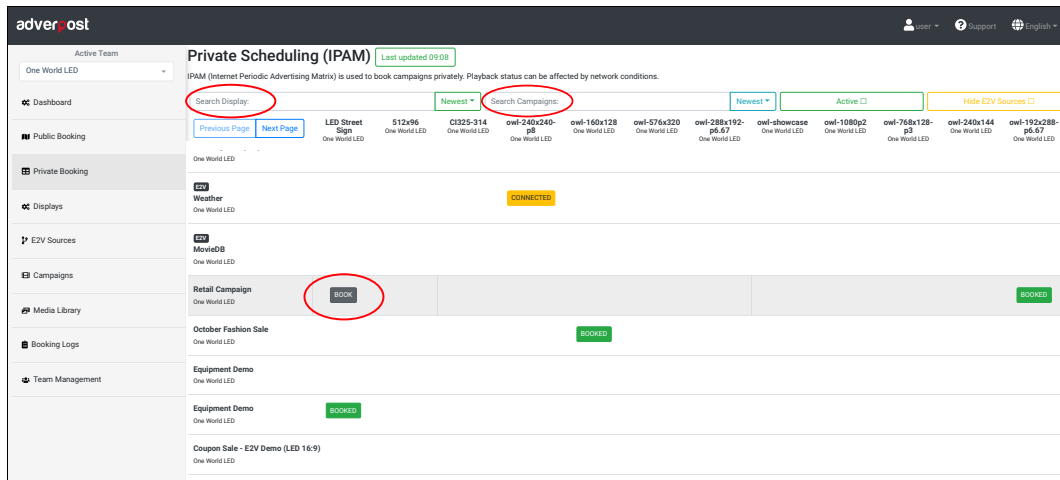 adverpost
user
Support
English
Active Team
One World LED
Dashboard
Public Booking
Private Booking
Displays
E2V Sources
Campaigns
Media Library
Booking Logs
Team Management
Private Scheduling (IPAM)
Last updated 09:08
IPAM (Internet Periodic Advertising Matrix) is used to book campaigns privately. Playback status can be affected by network conditions.
Search Display:
Newest
Search Campaigns:
Newest
Active
Hide E2V Sources
Previous Page
Next Page
LED Street
Sign
One World LED
512x96
One World LED
CI325-314
One World LED
owl-240x240-
p8
One World LED
owl-160x128
One World LED
owl-576x320
One World LED
owl-288x192-
p6.67
One World LED
owl-showcase
One World LED
owl-1080p2
One World LED
owl-768x128-
p3
One World LED
owl-240x144
One World LED
owl-192x288-
p6.67
One World LED
One World LED
E2V
Weather
One World LED
CONNECTED
E2V
MovieDB
One World LED
Retail Campaign
One World LED
BOOK
BOOKED
October Fashion Sale
One World LED
BOOKED
Equipment Demo
One World LED
Equipment Demo
One World LED
BOOKED
Coupon Sale - E2V Demo (LED 16:9)
One World LED